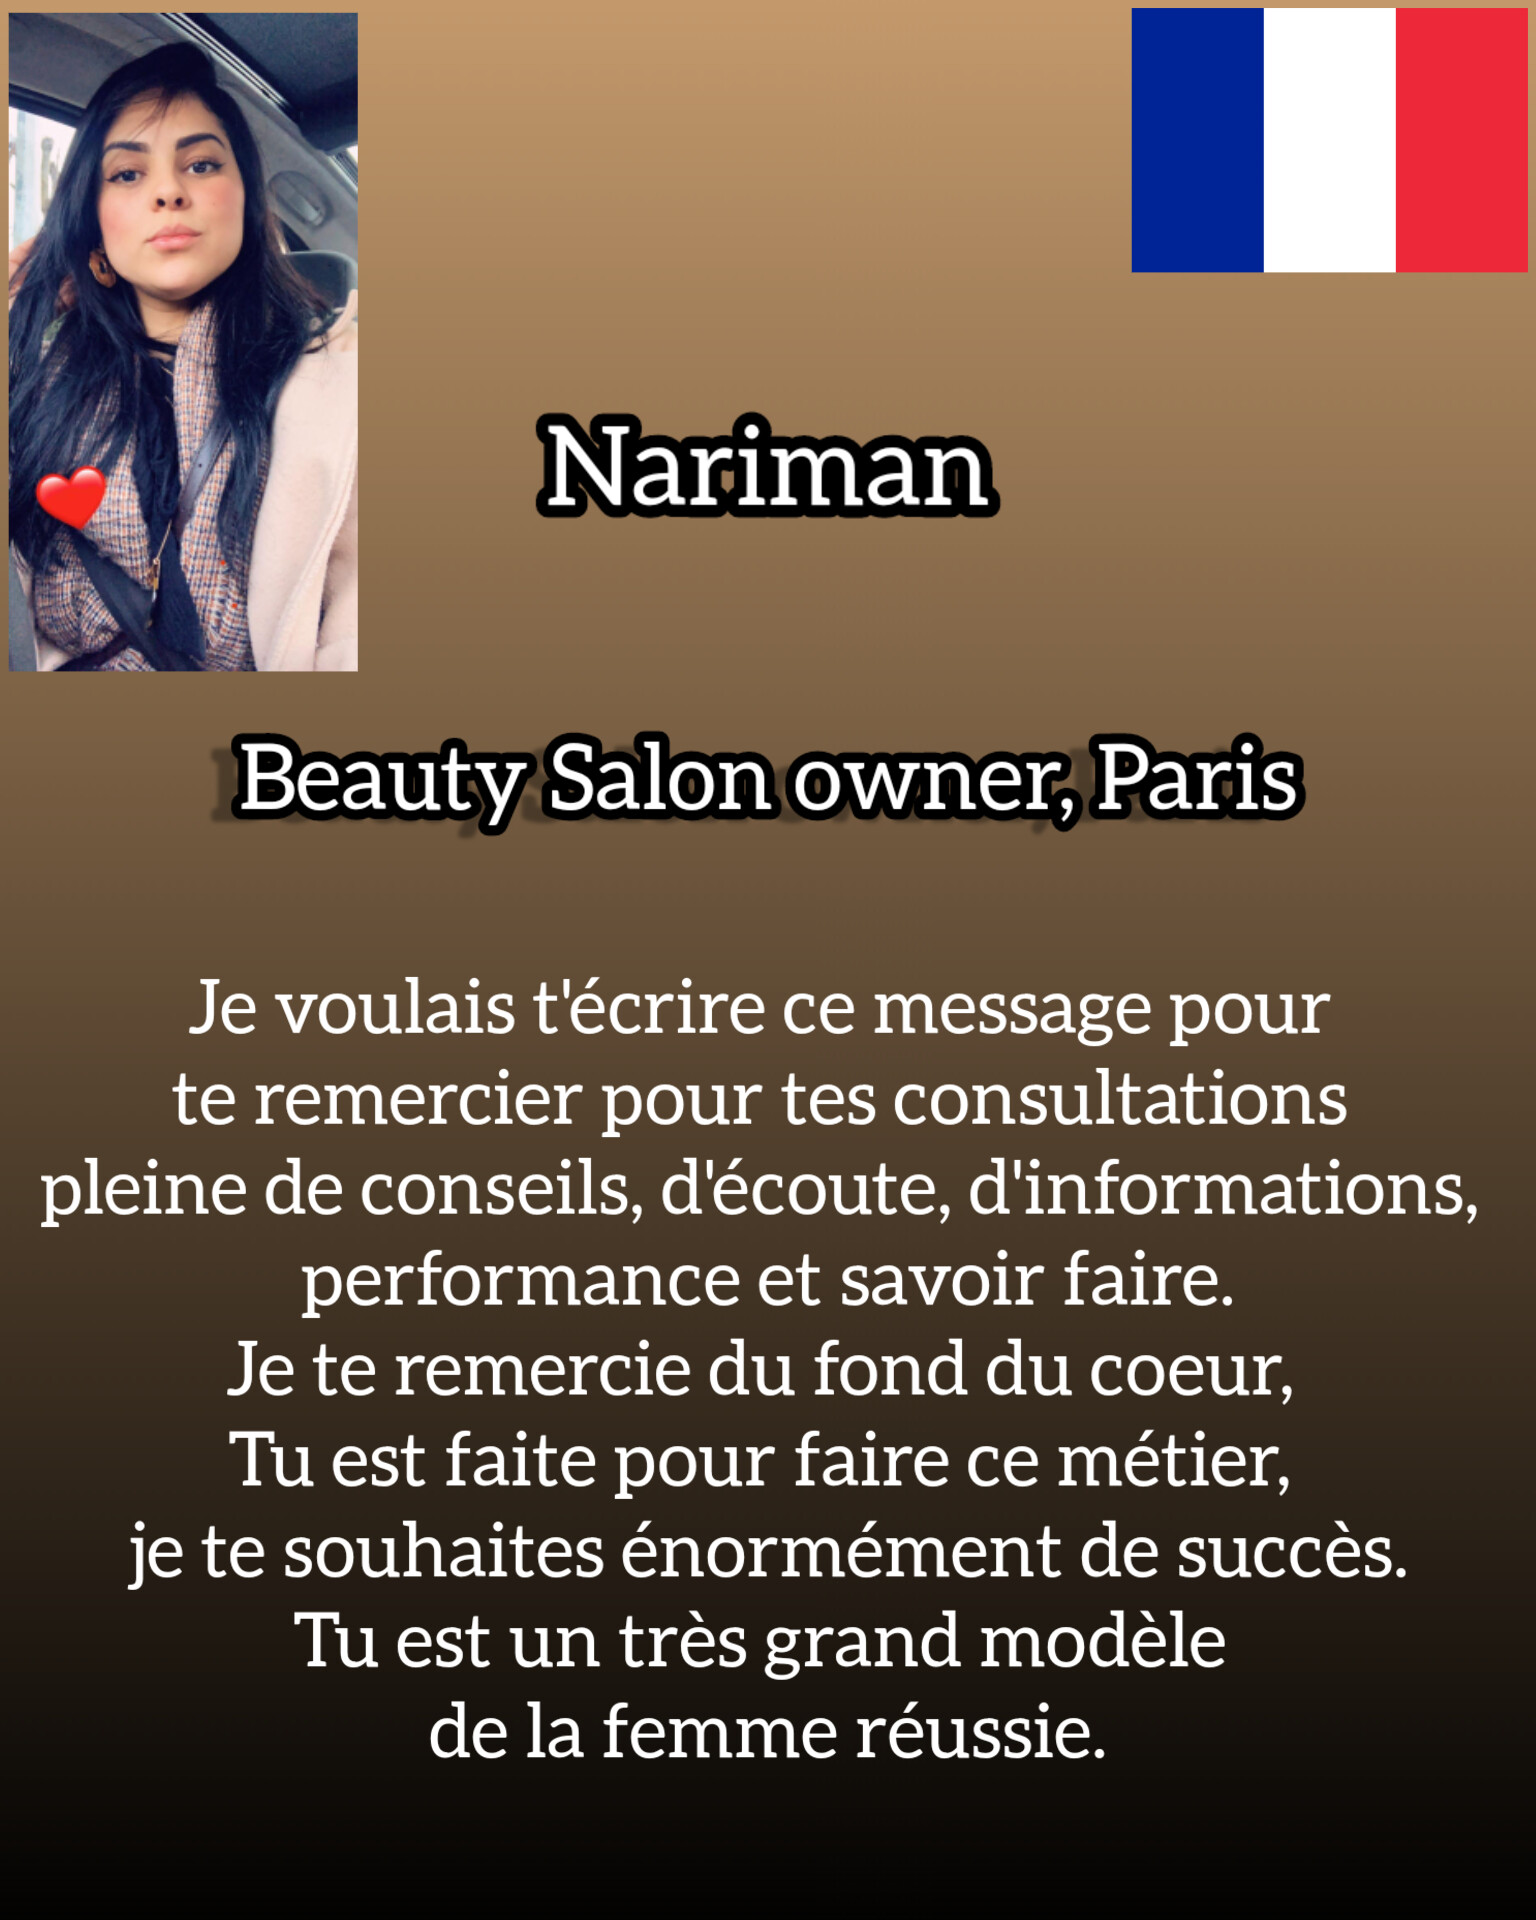 Nariman
Beauty Salon owner, Paris
Je voulais t'écrire ce message pour
te remercier pour tes consultations
pleine de conseils, d'écoute, d'informations,
performance et savoir faire.
Je te remercie du fond du coeur,
Tu est faite pour faire ce métier,
je te souhaites énormément de succès.
Tu est un très grand modèle
de la femme réussie.